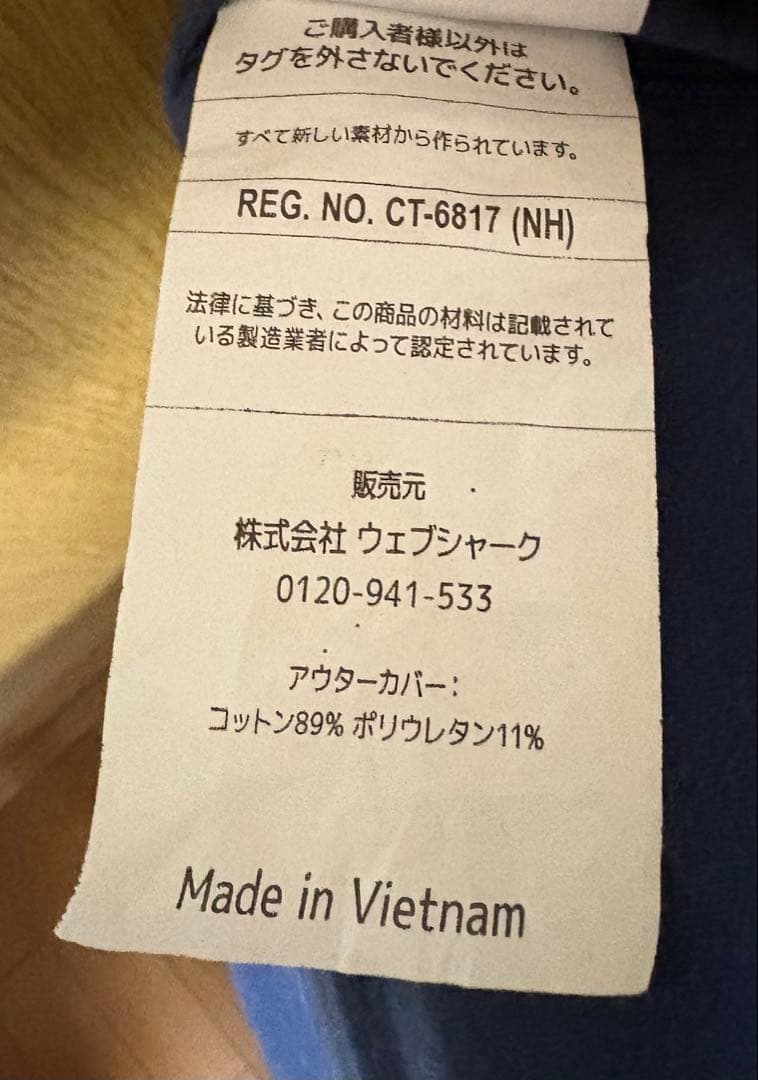 ご購入者様以外は
タグを外さないでください。
すべて新しい素材から作られています。
REG. NO. CT-6817 (NH)
法律に基づき、この商品の材料は記載されて
いる製造業者によって認定されています。
販売元
株式会社 ウェブシャーク
0120-941-533
アウターカバー:
コットン89% ポリウレタン11%
Made in Vietnam